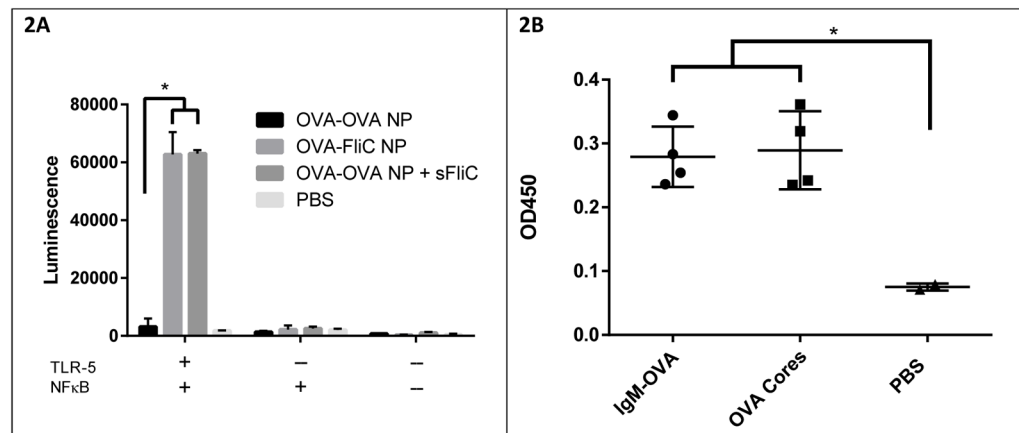 2A
*
80000
60000
40000
20000
0
Luminescence
OVA-OVA NP
OVA-FliC NP
OVA-OVA NP + sFliC
PBS
TLR-5 + -- --
NFκB + + --
2B
*
0.4
0.3
0.2
0.1
0.0
OD450
IgM-OVA
OVA Cores
PBS